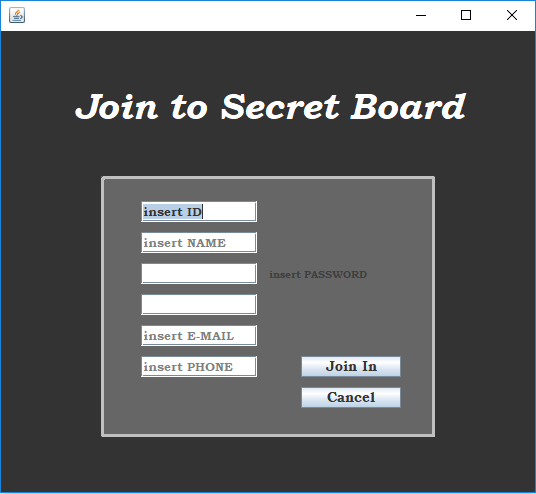 Join to Secret Board
insert ID
insert NAME
insert PASSWORD
insert E-MAIL
insert PHONE
Join In
Cancel